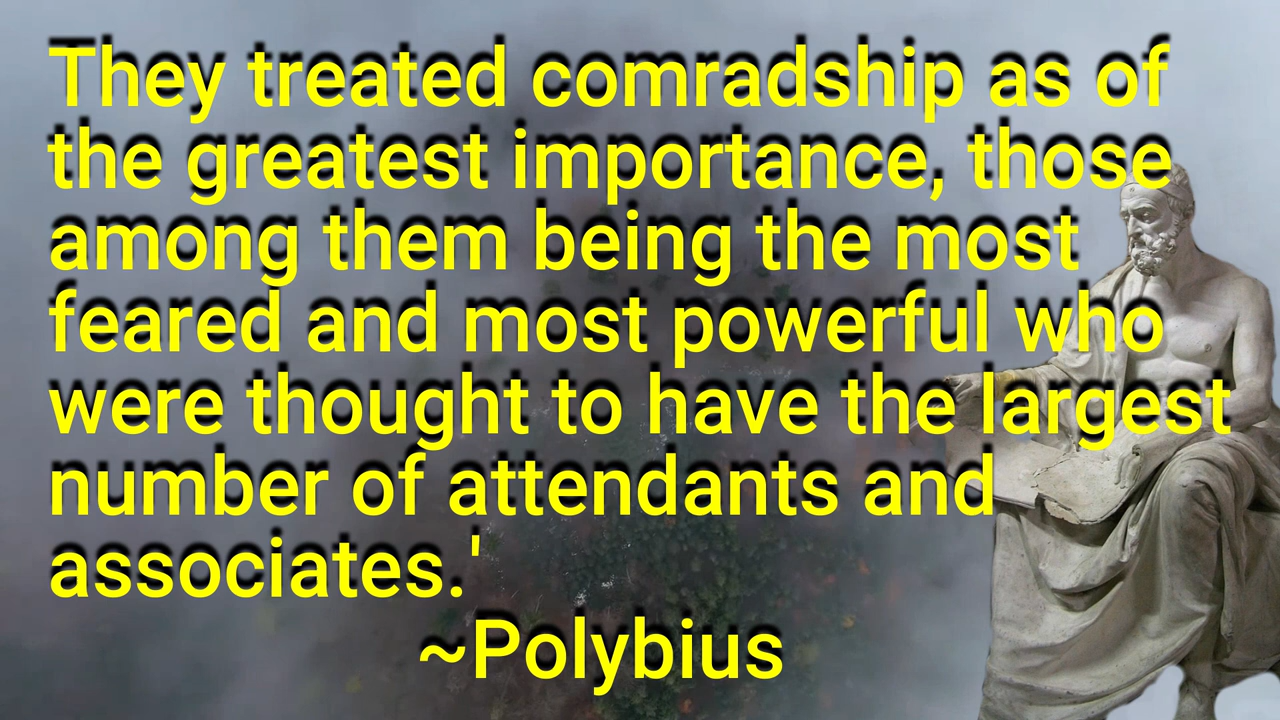 They treated comradship as of
the greatest importance, those
among them being the most
feared and most powerful who
were thought to have the largest
number of attendants and
associates.'
~Polybius